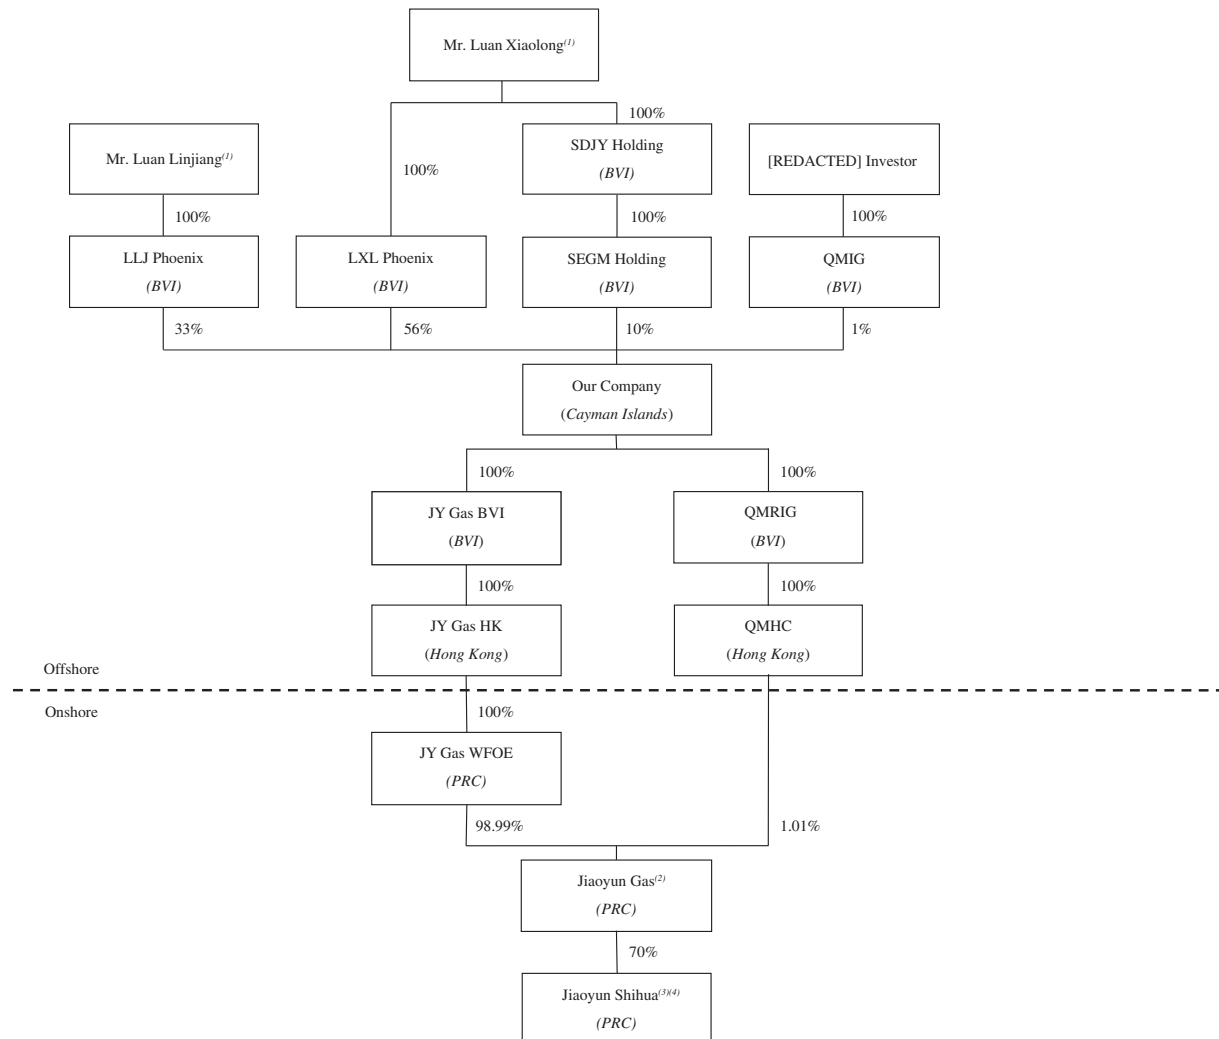 Mr. Luan Xiaolong(1)
100%
Mr. Luan Linjiang(1)
100%
SDJY Holding
(BVI)
[REDACTED] Investor
100%
100%
100%
LLJ Phoenix
(BVI)
LXL Phoenix
(BVI)
SEGM Holding
(BVI)
QMIG
(BVI)
33%
56%
10%
1%
Our Company
(Cayman Islands)
100%
100%
JY Gas BVI
(BVI)
QMRIG
(BVI)
100%
100%
JY Gas HK
(Hong Kong)
QMHC
(Hong Kong)
Offshore
Onshore
100%
JY Gas WFOE
(PRC)
98.99%
1.01%
Jiaoyun Gas(2)
(PRC)
70%
Jiaoyun Shihua(3)(4)
(PRC)